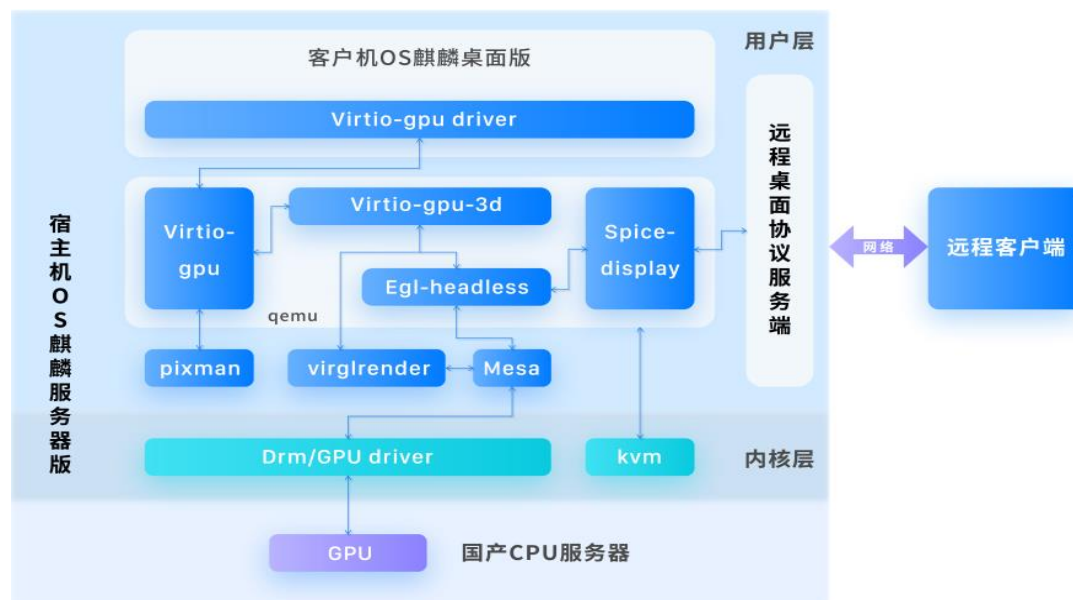 用户层
客户机OS麒麟桌面版
Virtio-gpu driver
宿主机OS麒麟服务器版
Virtio-
gpu
Virtio-gpu-3d
Egl-headless
Spice-
display
qemu
远程桌面协议服务端
网络
远程客户端
pixman
virglrender
Mesa
Drm/GPU driver
kvm
内核层
GPU
国产CPU服务器